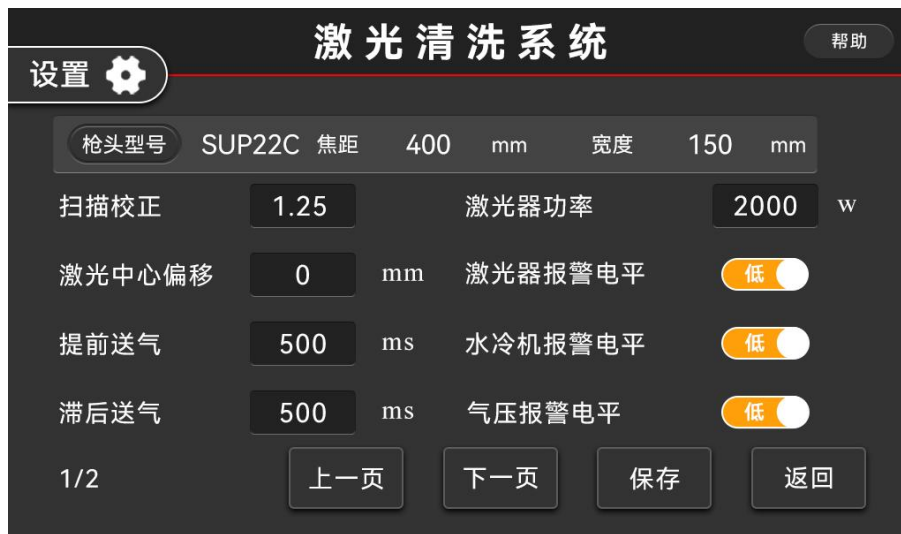 激光清洗系统
帮助
设置
枪头型号 SUP22C 焦距 400 mm 宽度 150 mm
扫描校正 1.25 激光器功率 2000 W
激光中心偏移 0 mm 激光器报警电平 低
提前送气 500 ms 水冷机报警电平 低
滞后送气 500 ms 气压报警电平 低
1/2 上一页 下一页 保存 返回